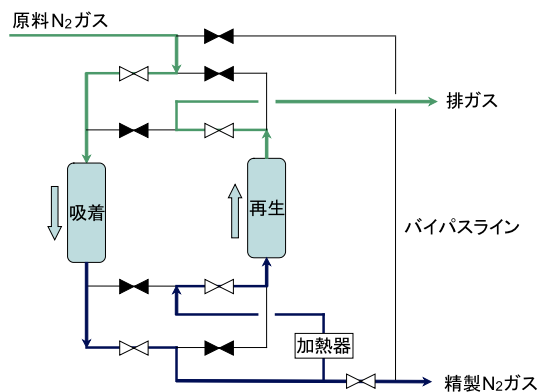 原料N₂ガス
排ガス
吸着
再生
バイパスライン
加熱器
精製N₂ガス